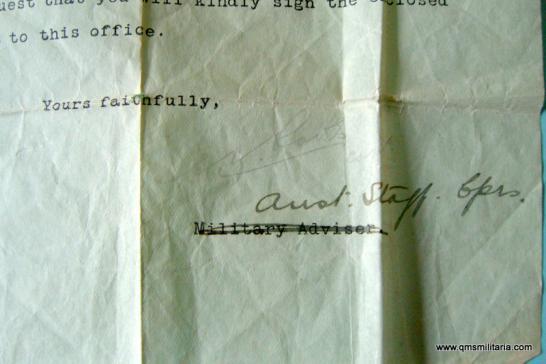 that you will kindly sign the enclosed
to this office.
Yours faithfully,
Aust. Staff. Cprs.
Military Adviser.
www.qmsmilitaria.com